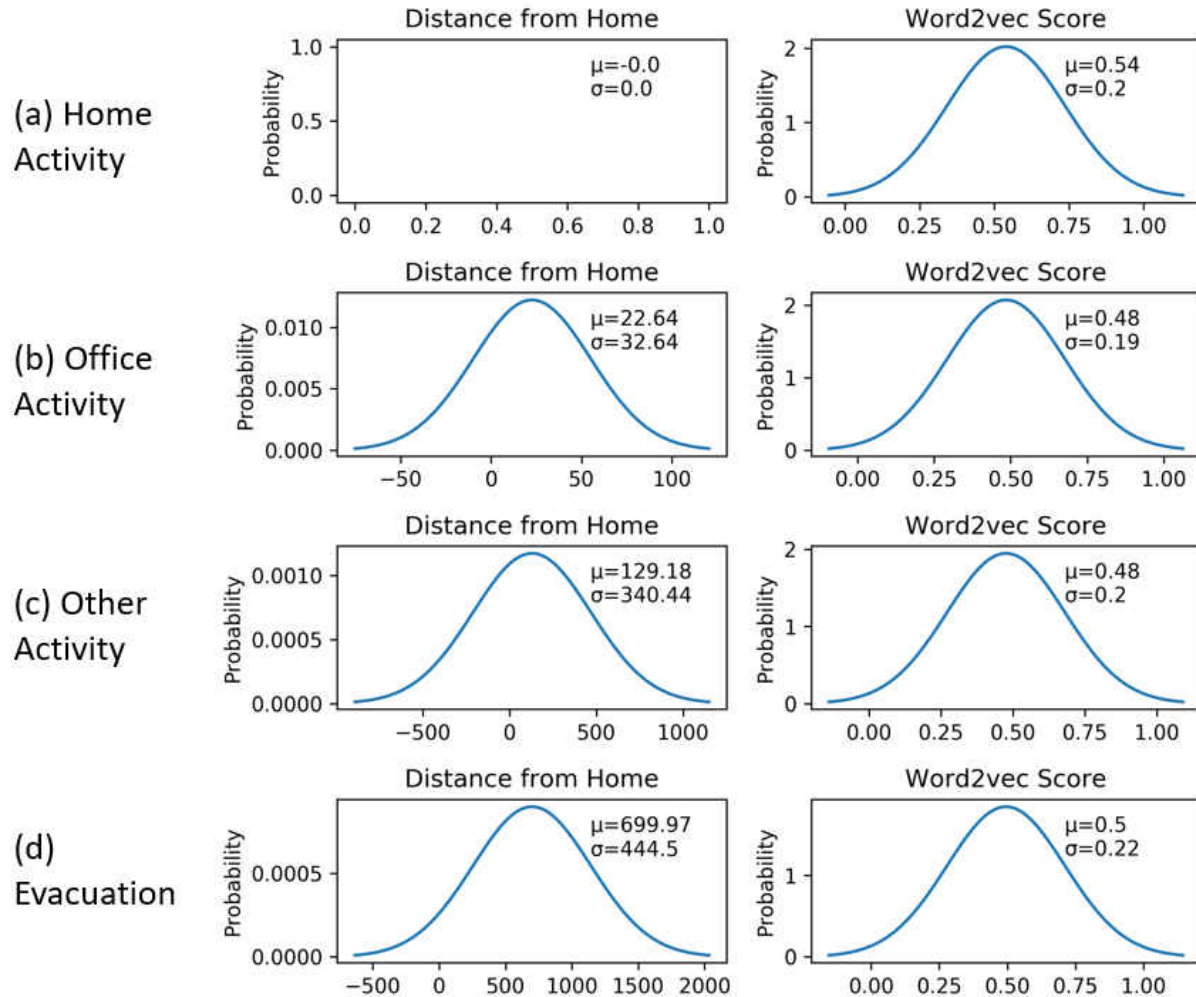 Distance from Home
Word2vec Score
(a) Home
Activity
Probability
1.0
0.5
0.0
μ=-0.0
σ=0.0
0.0 0.2 0.4 0.6 0.8 1.0
Probability
2
1
0
μ=0.54
σ=0.2
0.00 0.25 0.50 0.75 1.00
Distance from Home
Word2vec Score
(b) Office
Activity
Probability
0.010
0.005
0.000
μ=22.64
σ=32.64
−50 0 50 100
Probability
2
1
0
μ=0.48
σ=0.19
0.00 0.25 0.50 0.75 1.00
Distance from Home
Word2vec Score
(c) Other
Activity
Probability
0.0010
0.0005
0.0000
μ=129.18
σ=340.44
−500 0 500 1000
Probability
2
1
0
μ=0.48
σ=0.2
0.00 0.25 0.50 0.75 1.00
Distance from Home
Word2vec Score
(d)
Evacuation
Probability
0.0005
0.0000
μ=699.97
σ=444.5
−500 0 500 1000 1500 2000
Probability
1
0
μ=0.5
σ=0.22
0.00 0.25 0.50 0.75 1.00